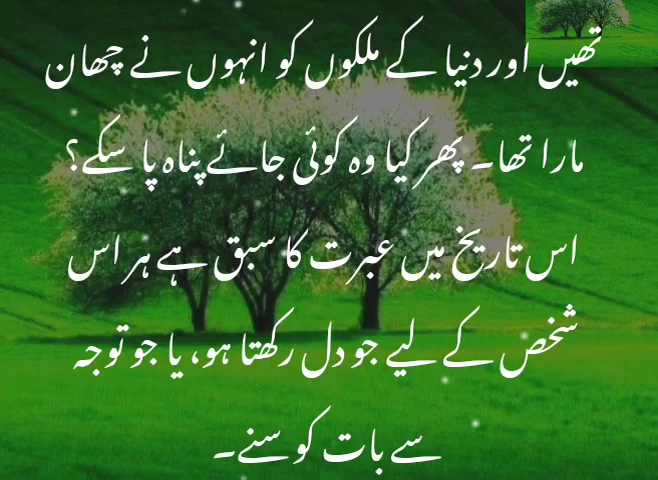 تھیں اور دنیا کے ملکوں کو انہوں نے چھان
مارا تھا۔ پھر کیا وہ کوئی جائے پناہ پا سکے؟
اس تاریخ میں عبرت کا سبق ہے ہر اس
شخص کے لیے جو دل رکھتا ہو، یا جو توجہ
سے بات کو سنے۔